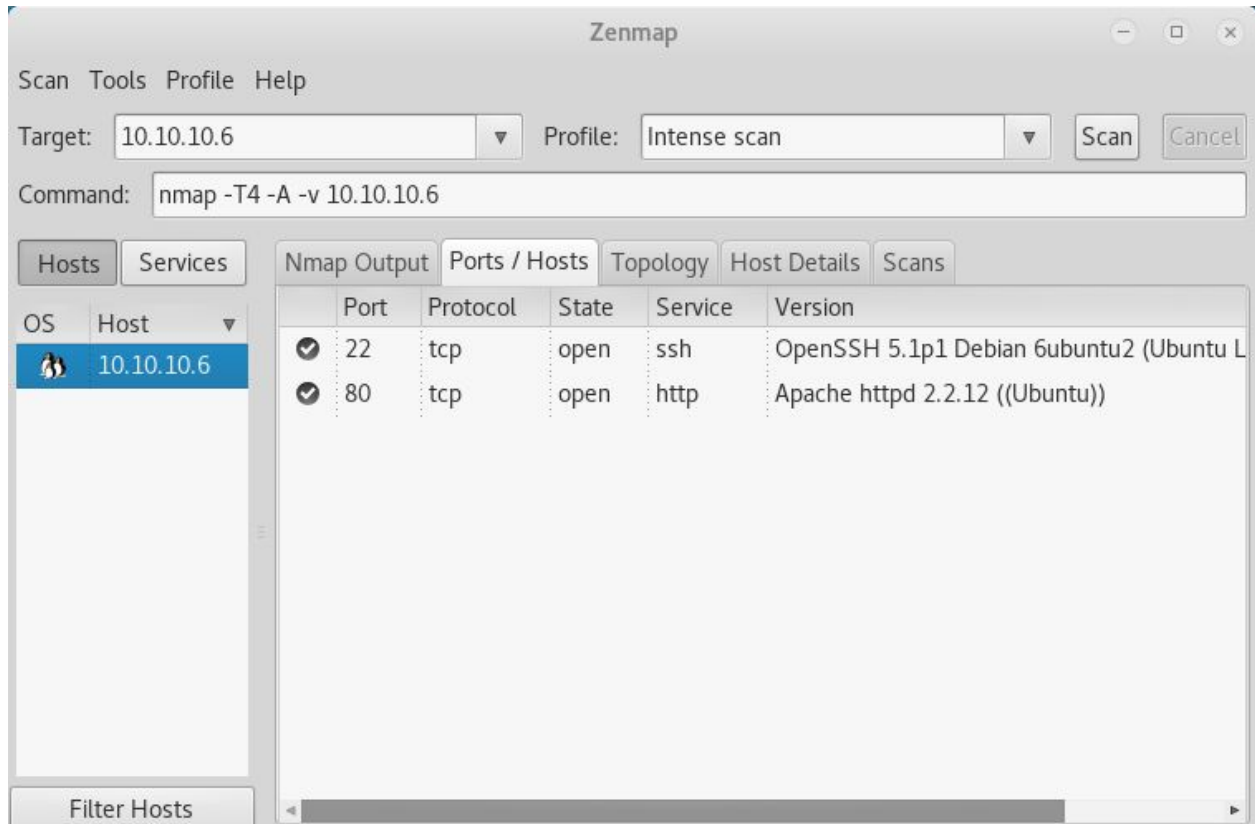 Zenmap
Scan Tools Profile Help
Target: 10.10.10.6 Profile: Intense scan Scan Cancel
Command: nmap -T4 -A -v 10.10.10.6
Hosts Services Nmap Output Ports / Hosts Topology Host Details Scans
OS Host Port Protocol State Service Version
10.10.10.6 22 tcp open ssh OpenSSH 5.1p1 Debian 6ubuntu2 (Ubuntu L
80 tcp open http Apache httpd 2.2.12 ((Ubuntu))
Filter Hosts